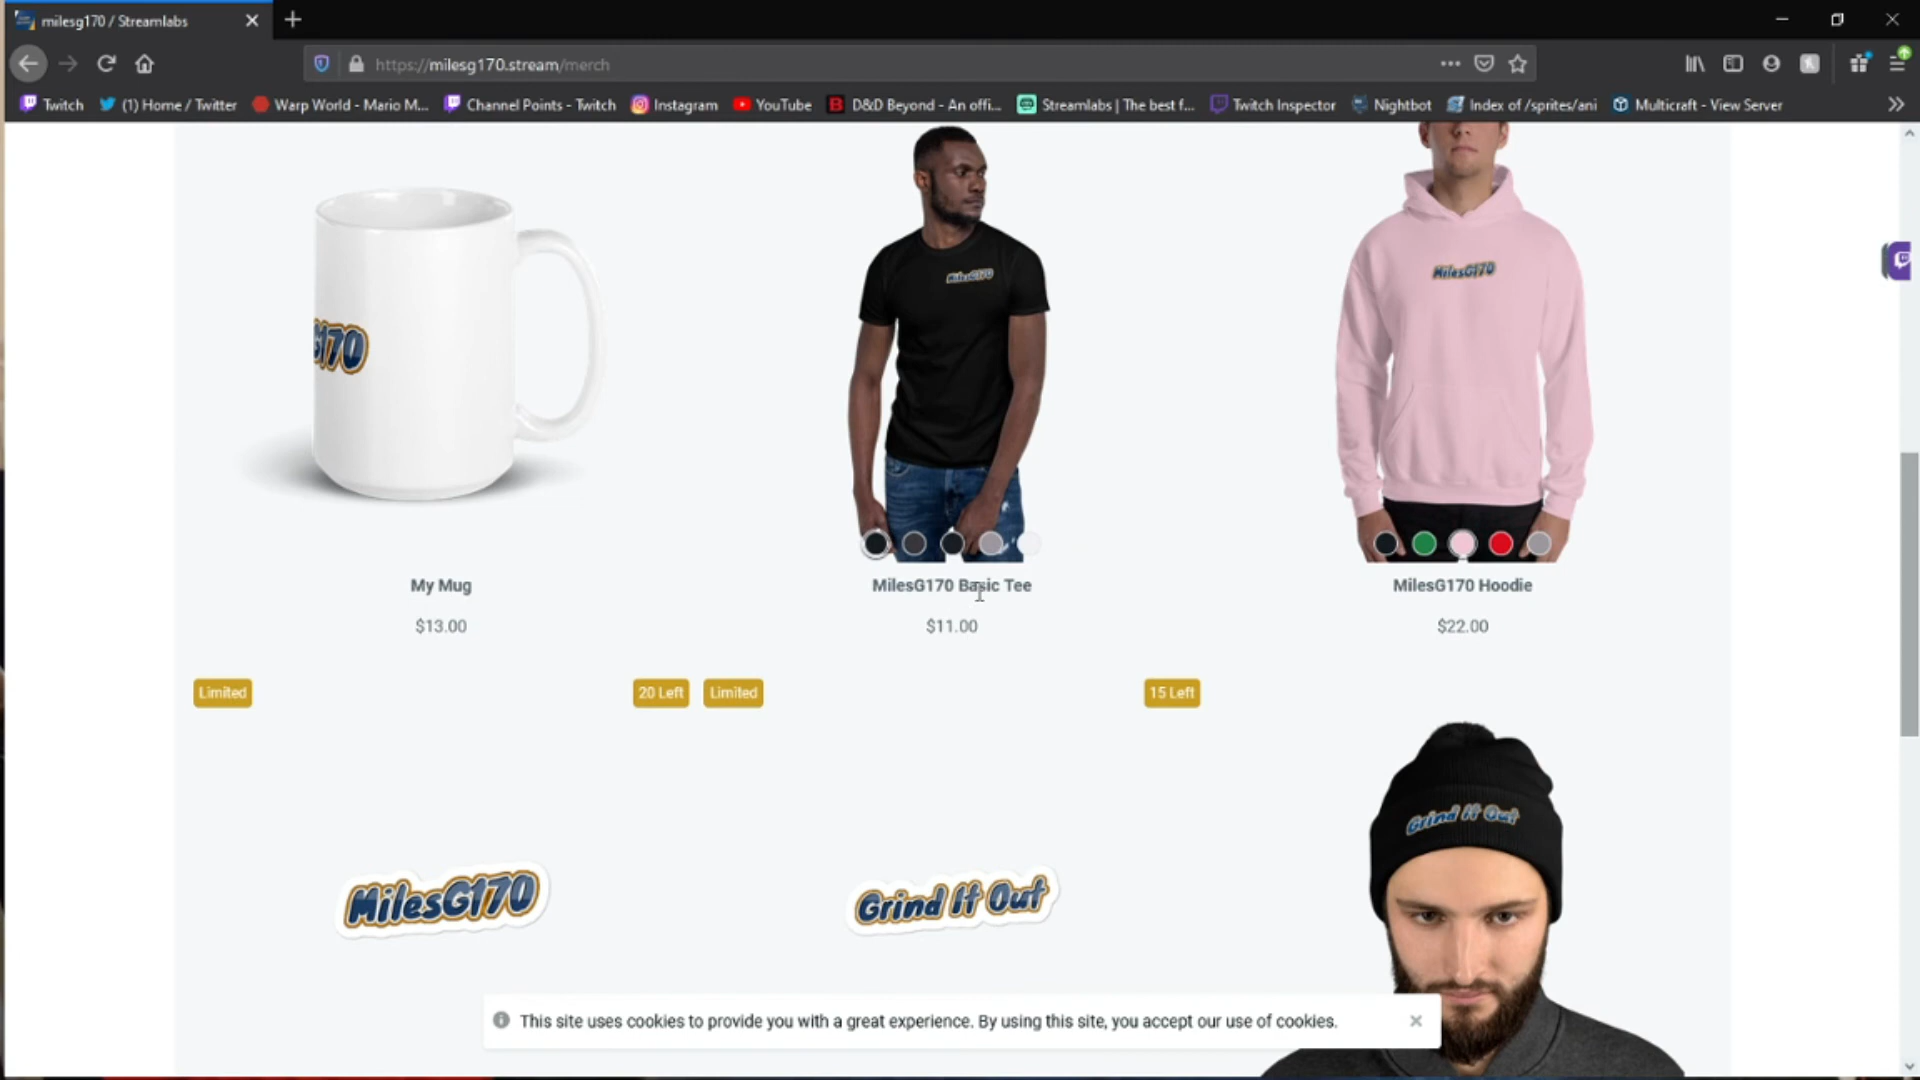 milesg170 / Streamlabs
https://milesg170.stream/merch
Twitch
(1) Home / Twitter
Warp World - Mario M...
Channel Points - Twitch
Instagram
YouTube
D&D Beyond - An offi...
Streamlabs | The best f...
Twitch Inspector
Nightbot
Index of /sprites/ani
Multicraft - View Server
G170
MilesG170
MilesG170
My Mug
MilesG170 Basic Tee
MilesG170 Hoodie
$13.00
$11.00
$22.00
Limited
20 Left
Limited
15 Left
Grind It Out
MilesG170
Grind It Out
This site uses cookies to provide you with a great experience. By using this site, you accept our use of cookies.